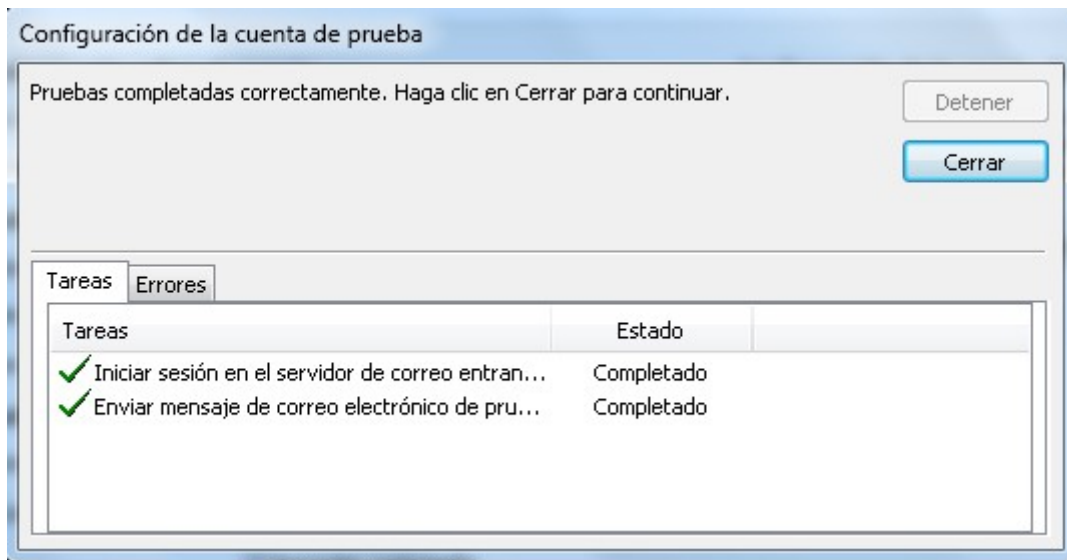 Configuración de la cuenta de prueba
Pruebas completadas correctamente. Haga clic en Cerrar para continuar.
Detener
Cerrar
Tareas Errores
Tareas Estado
Iniciar sesión en el servidor de correo entran... Completado
Enviar mensaje de correo electrónico de pru... Completado